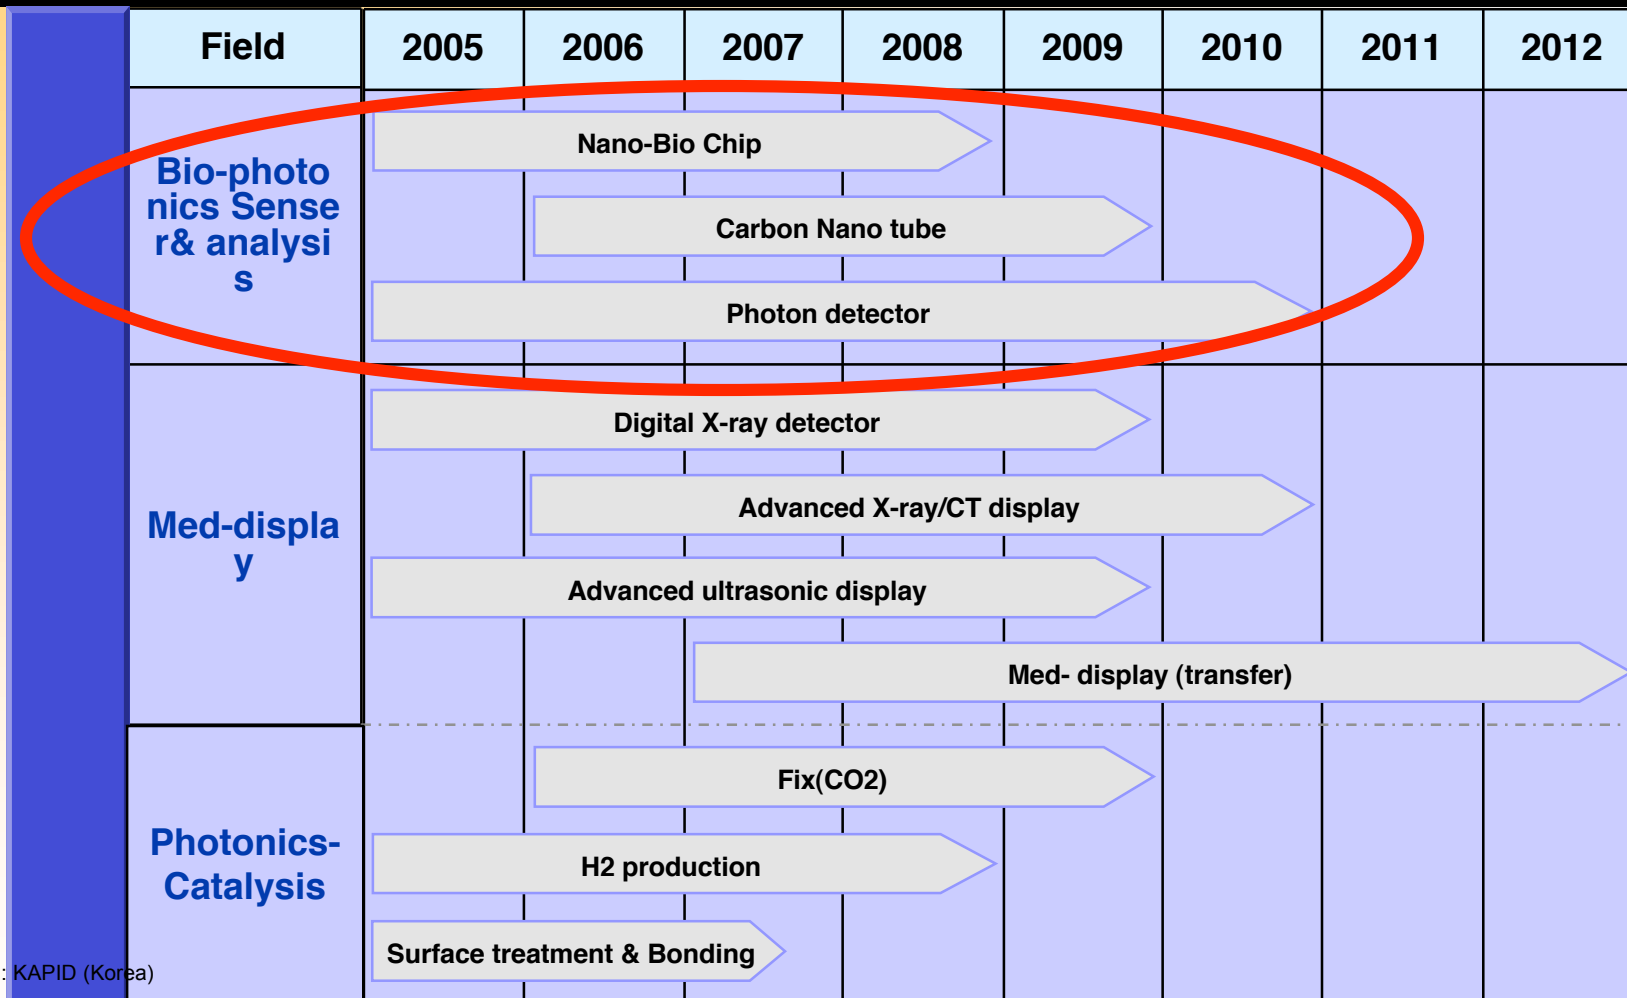 Field 2005 2006 2007 2008 2009 2010 2011 2012
Bio-photo
nics Sense
r& analysi
s
Nano-Bio Chip
Carbon Nano tube
Photon detector
Med-displa
y
Digital X-ray detector
Advanced X-ray/CT display
Advanced ultrasonic display
Med- display (transfer)
Photonics-
Catalysis
Fix(CO2)
H2 production
Surface treatment & Bonding
: KAPID (Korea)